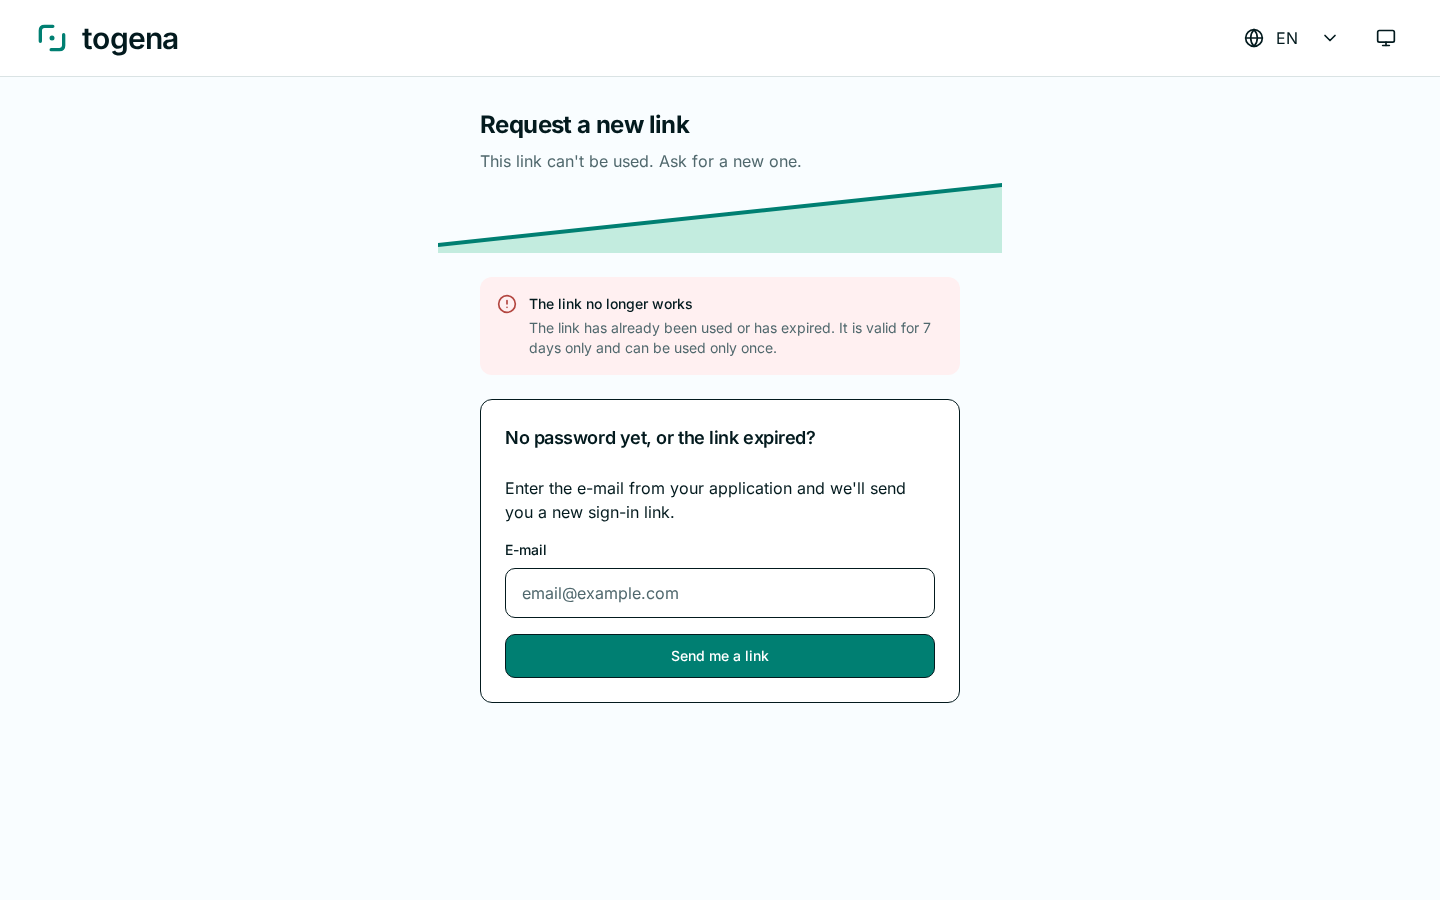 togena
EN
Request a new link
This link can't be used. Ask for a new one.
The link no longer works
The link has already been used or has expired. It is valid for 7
days only and can be used only once.
No password yet, or the link expired?
Enter the e-mail from your application and we'll send
you a new sign-in link.
E-mail
email@example.com
Send me a link